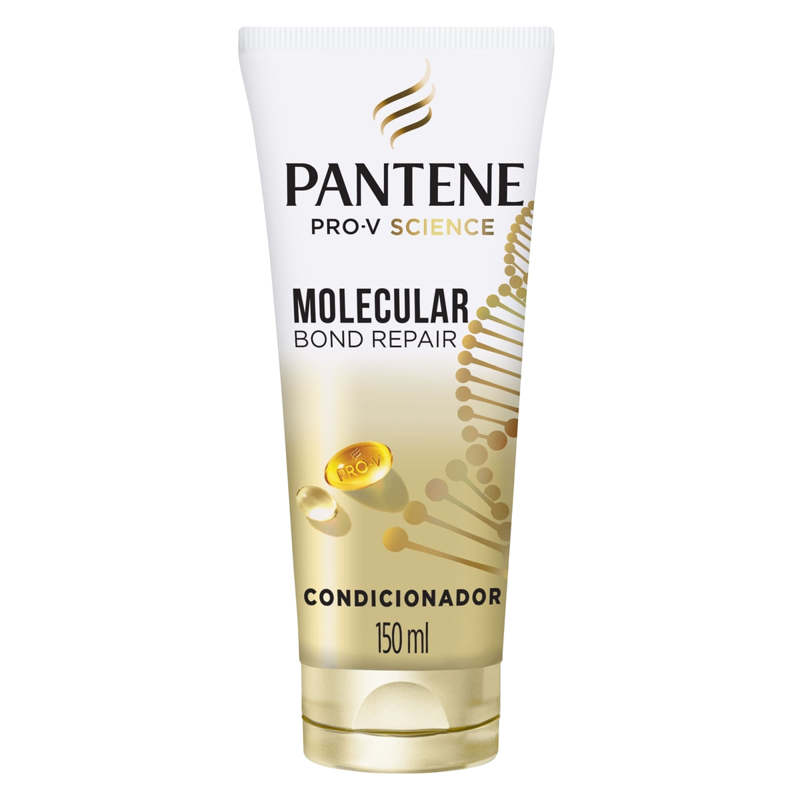 PANTENE
PRO-V SCIENCE
MOLECULAR
BOND REPAIR
PRO-V
CONDICIONADOR
150 ml